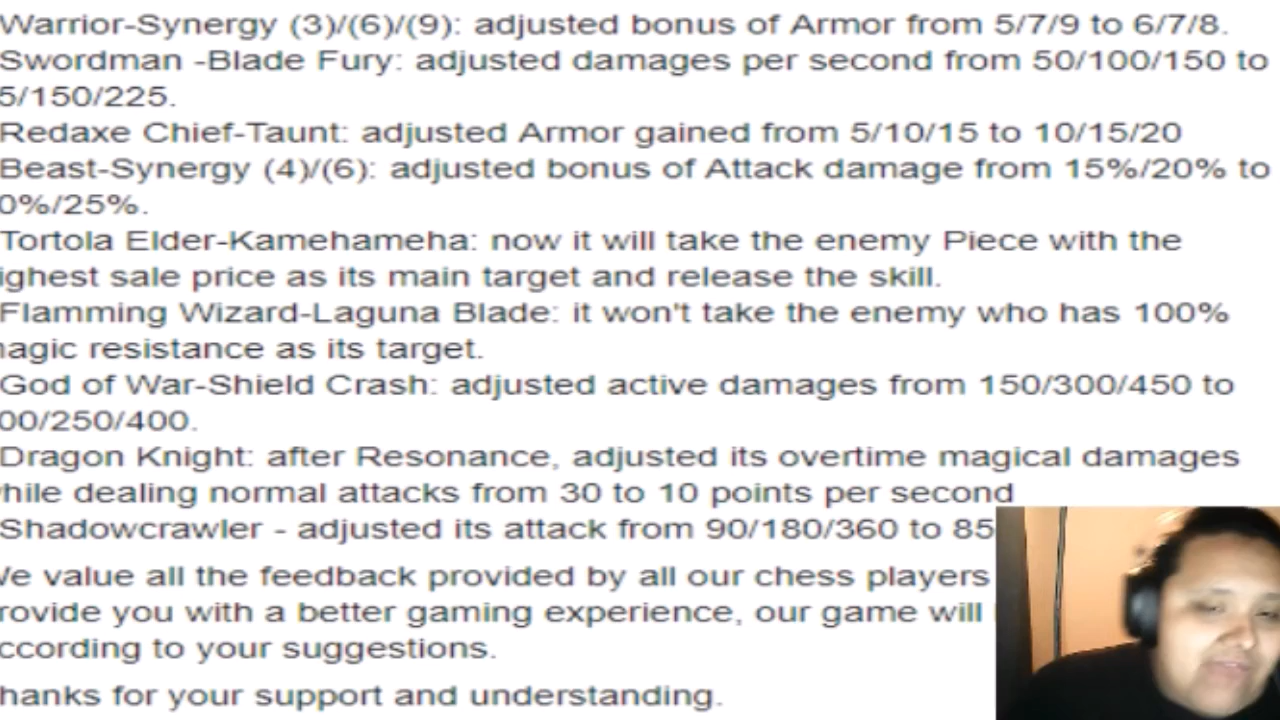 Warrior-Synergy (3)/(6)/(9): adjusted bonus of Armor from 5/7/9 to 6/7/8.
Swordman -Blade Fury: adjusted damages per second from 50/100/150 to
5/150/225.
Redaxe Chief-Taunt: adjusted Armor gained from 5/10/15 to 10/15/20
Beast-Synergy (4)/(6): adjusted bonus of Attack damage from 15%/20% to
0%/25%.
Tortola Elder-Kamehameha: now it will take the enemy Piece with the
ighest sale price as its main target and release the skill.
Flamming Wizard-Laguna Blade: it won't take the enemy who has 100%
agic resistance as its target.
God of War-Shield Crash: adjusted active damages from 150/300/450 to
00/250/400.
Dragon Knight: after Resonance, adjusted its overtime magical damages
hile dealing normal attacks from 30 to 10 points per second
Shadowcrawler - adjusted its attack from 90/180/360 to 85
e value all the feedback provided by all our chess players
rovide you with a better gaming experience, our game will
ccording to your suggestions.
hanks for your support and understanding.